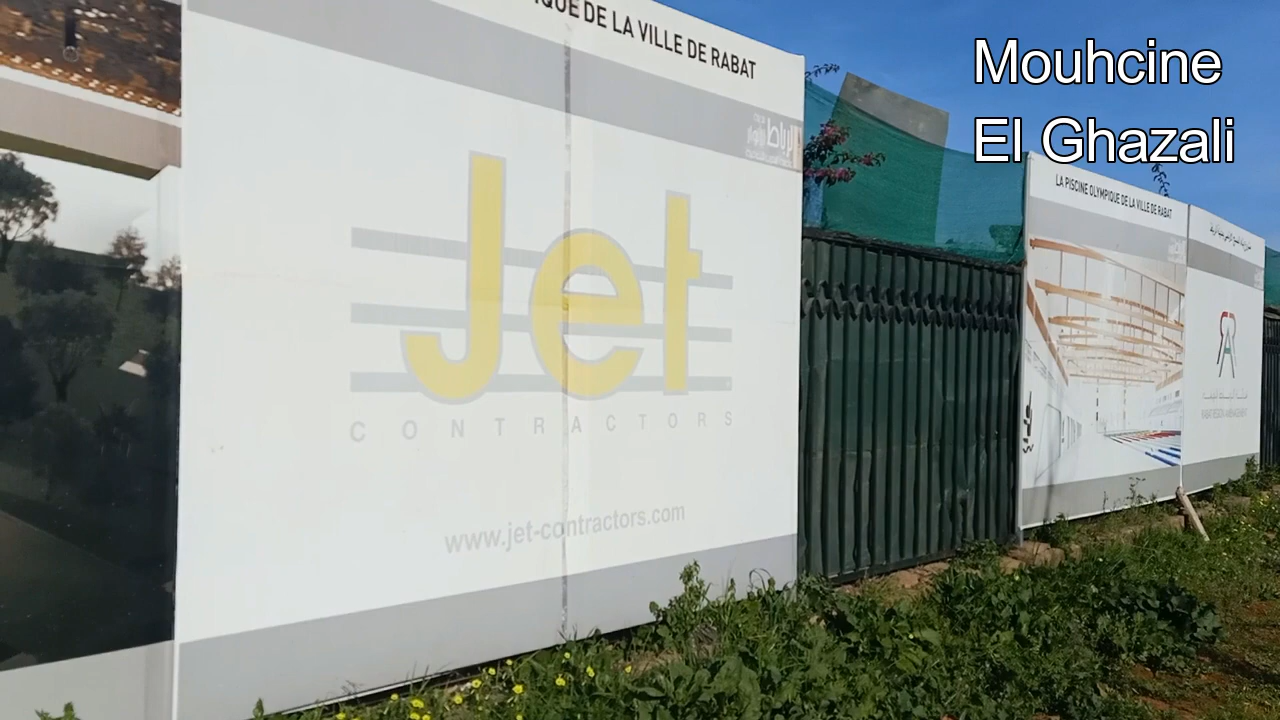 QUE DE LA VILLE DE RABAT
Jet
CONTRACTORS
www.jet-contractors.com
Mouhcine
El Ghazali
LA PISCINE OLYMPIQUE DE LA VILLE DE RABAT